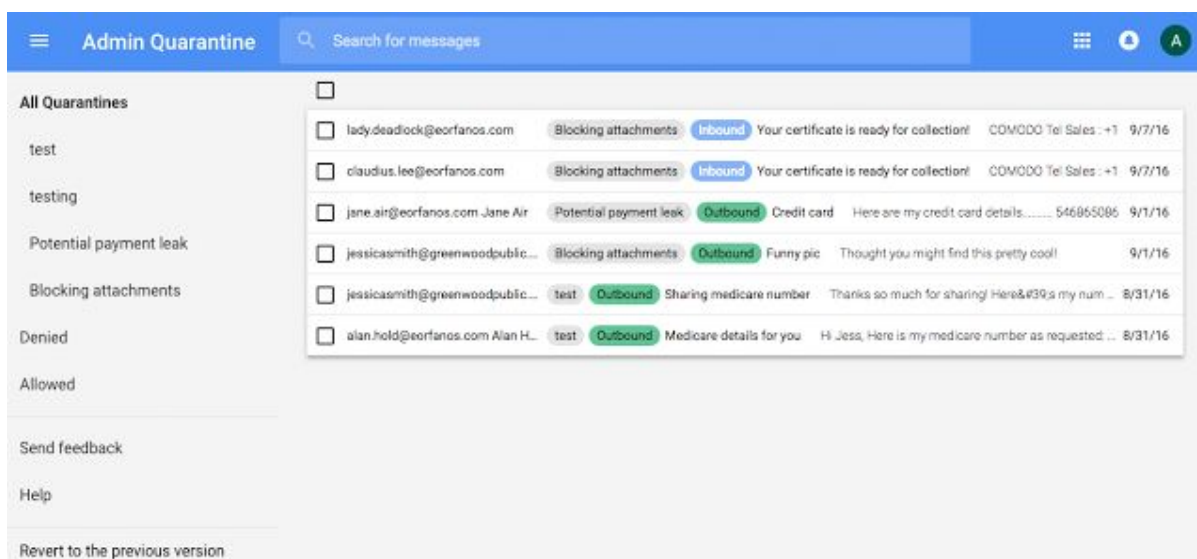 Admin Quarantine Search for messages A
All Quarantines
test
testing
Potential payment leak
Blocking attachments
Denied
Allowed
Send feedback
Help
Revert to the previous version
lady.deadlock@eorfanos.com Blocking attachments Inbound Your certificate is ready for collection! COMODO Tel Sales : +1 9/7/16
claudius.lee@eorfanos.com Blocking attachments Inbound Your certificate is ready for collection! COMODO Tel Sales : +1 9/7/16
jane.air@eorfanos.com Jane Air Potential payment leak Outbound Credit card Here are my credit card details......... 546865086 9/1/16
jessicasmith@greenwoodpublic... Blocking attachments Outbound Funny pic Thought you might find this pretty cool! 9/1/16
jessicasmith@greenwoodpublic... test Outbound Sharing medicare number Thanks so much for sharing! Here&#39;s my num ... 8/31/16
alan.hold@eorfanos.com Alan H... test Outbound Medicare details for you Hi Jess, Here is my medicare number as requested: ... 8/31/16